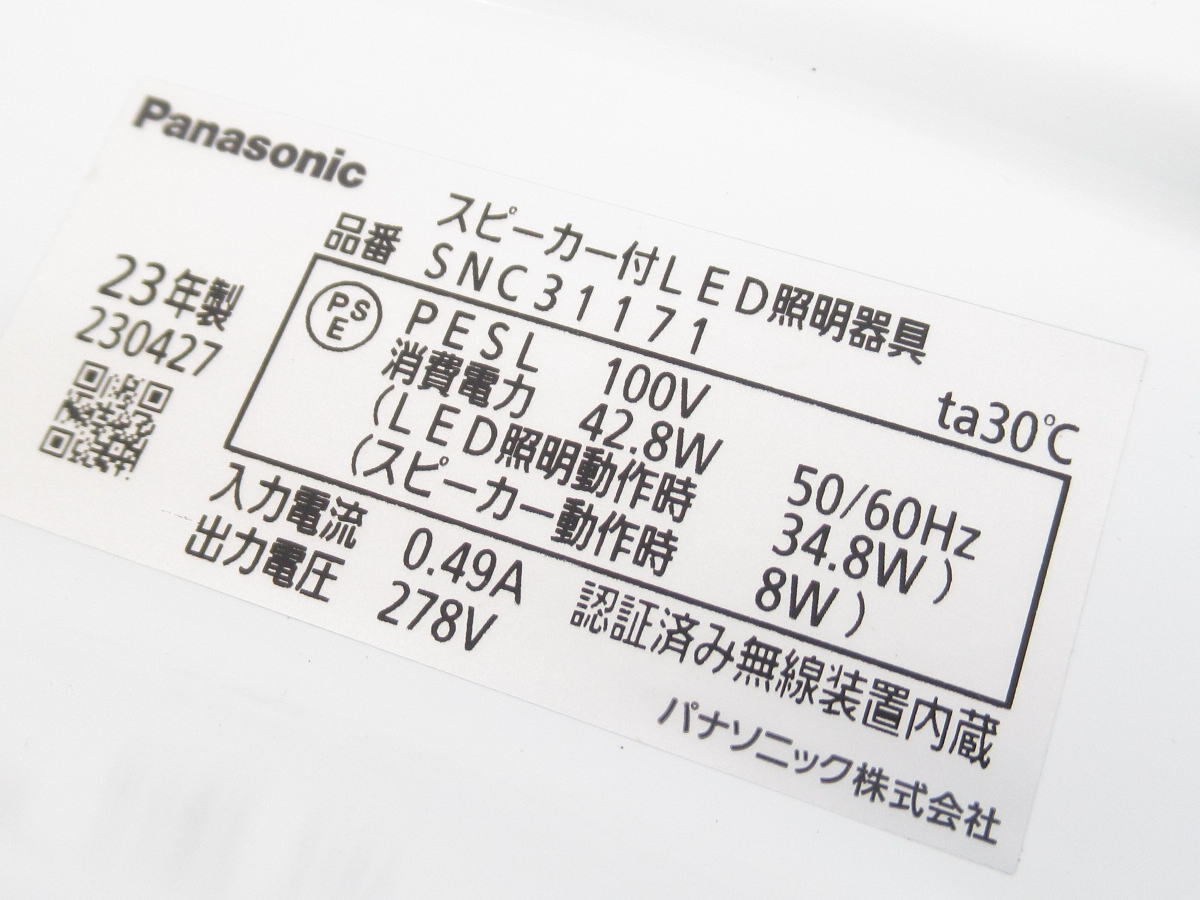 Panasonic
スピーカー付LED照明器具
品番 SNC31171
ta30℃
23年製
230427
PSE
PESL 100V 50/60Hz
消費電力 42.8W
(LED照明動作時 34.8W)
(スピーカー動作時 8W)
入力電流 0.49A
出力電圧 278V
認証済み無線装置内蔵
パナソニック株式会社